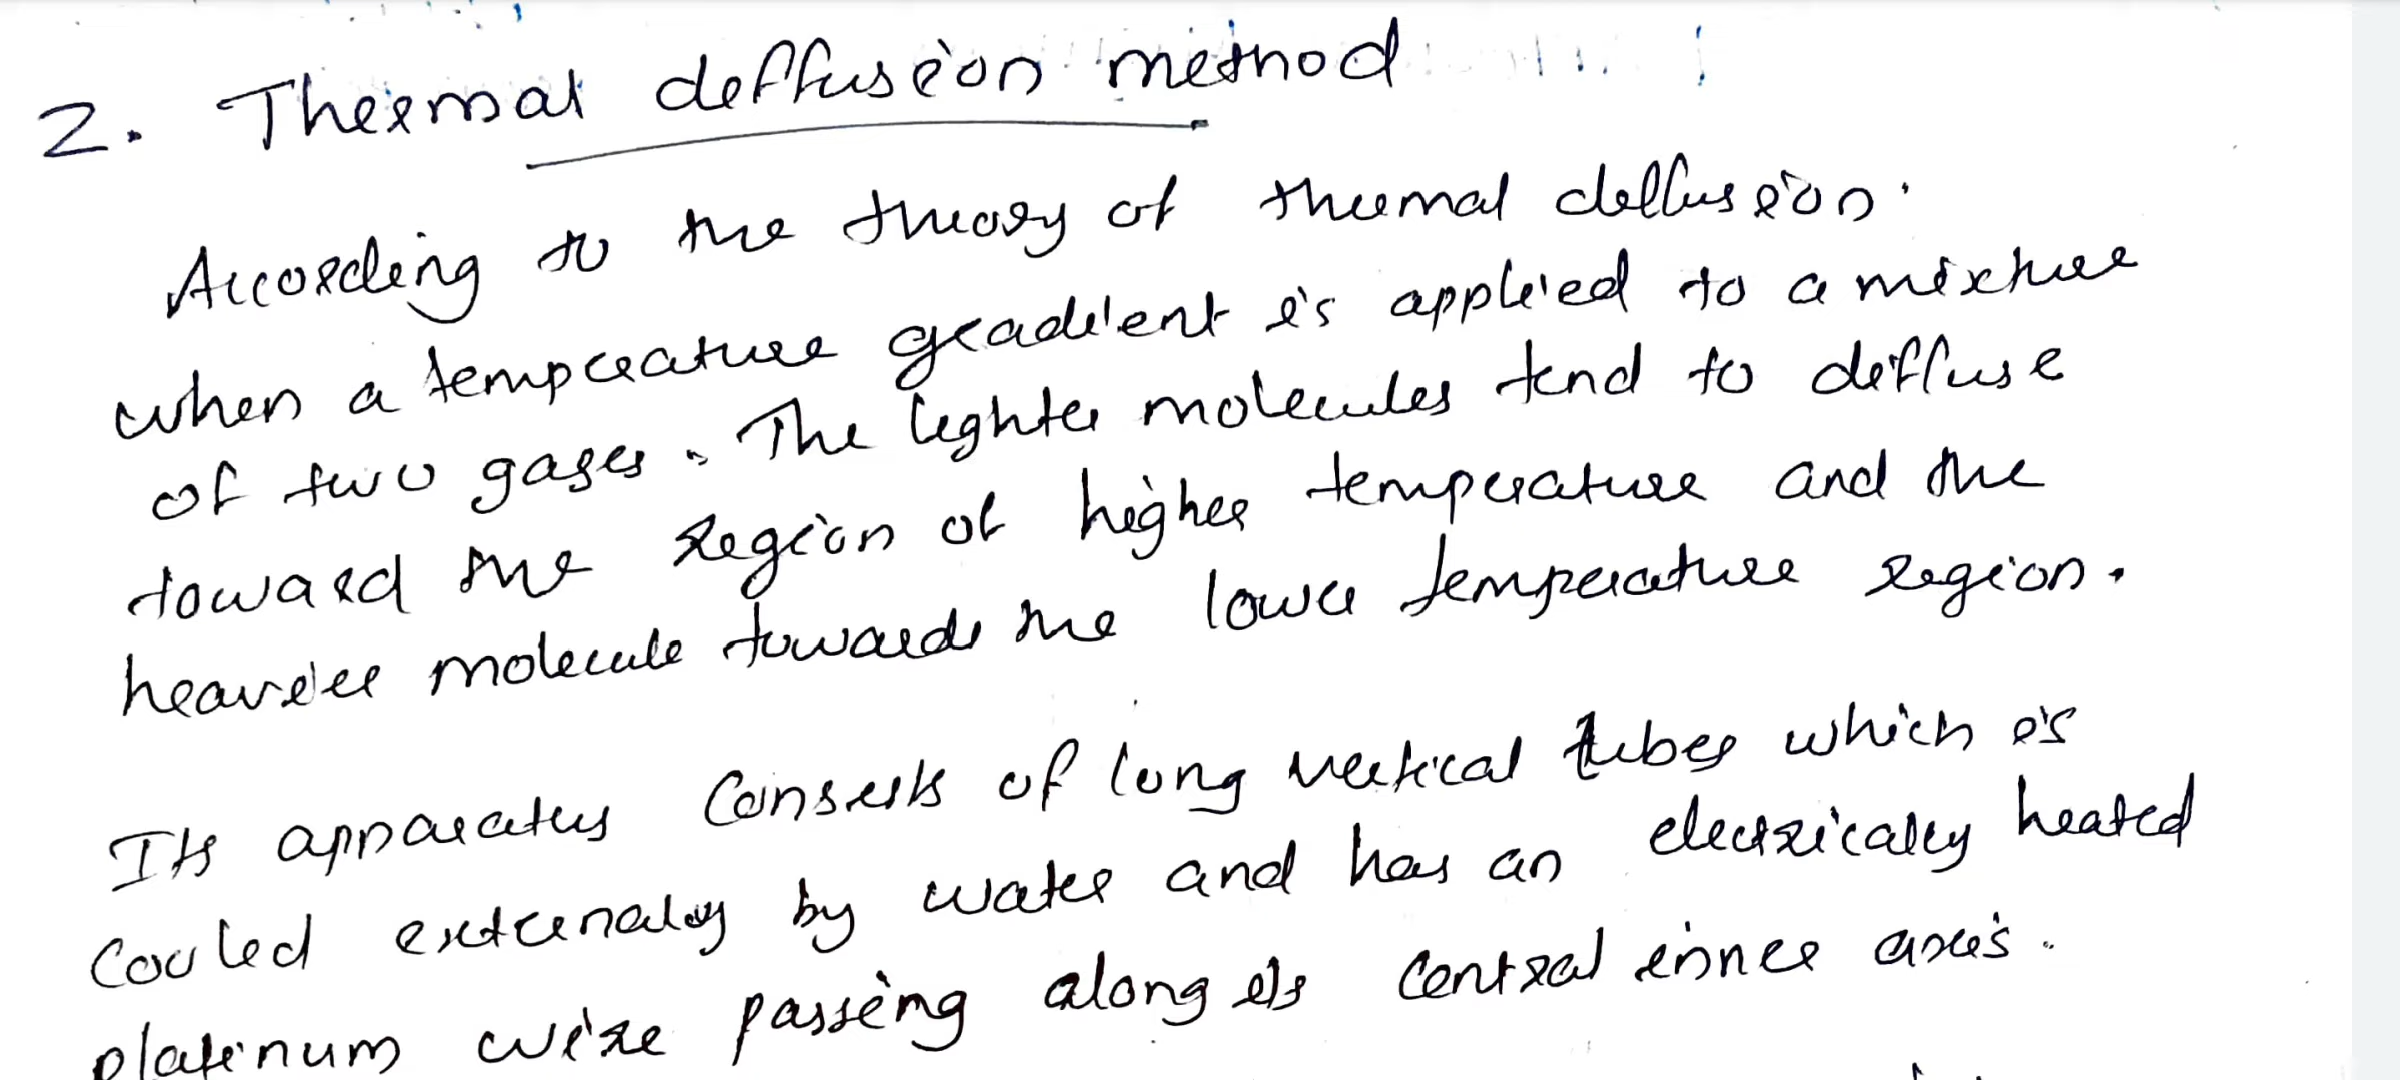 2. Thermal diffusion method
According to the theory of thermal diffusion.
when a temperature gradient is applied to a mixture
of two gases. The lighter molecules tend to diffuse
toward the region of higher temperature and the
heavier molecule towards the lower temperature region.
Its apparatus consists of long vertical tubes which is
cooled externaly by water and has an electricaly heated
platinum wire passing along its central inner axis.